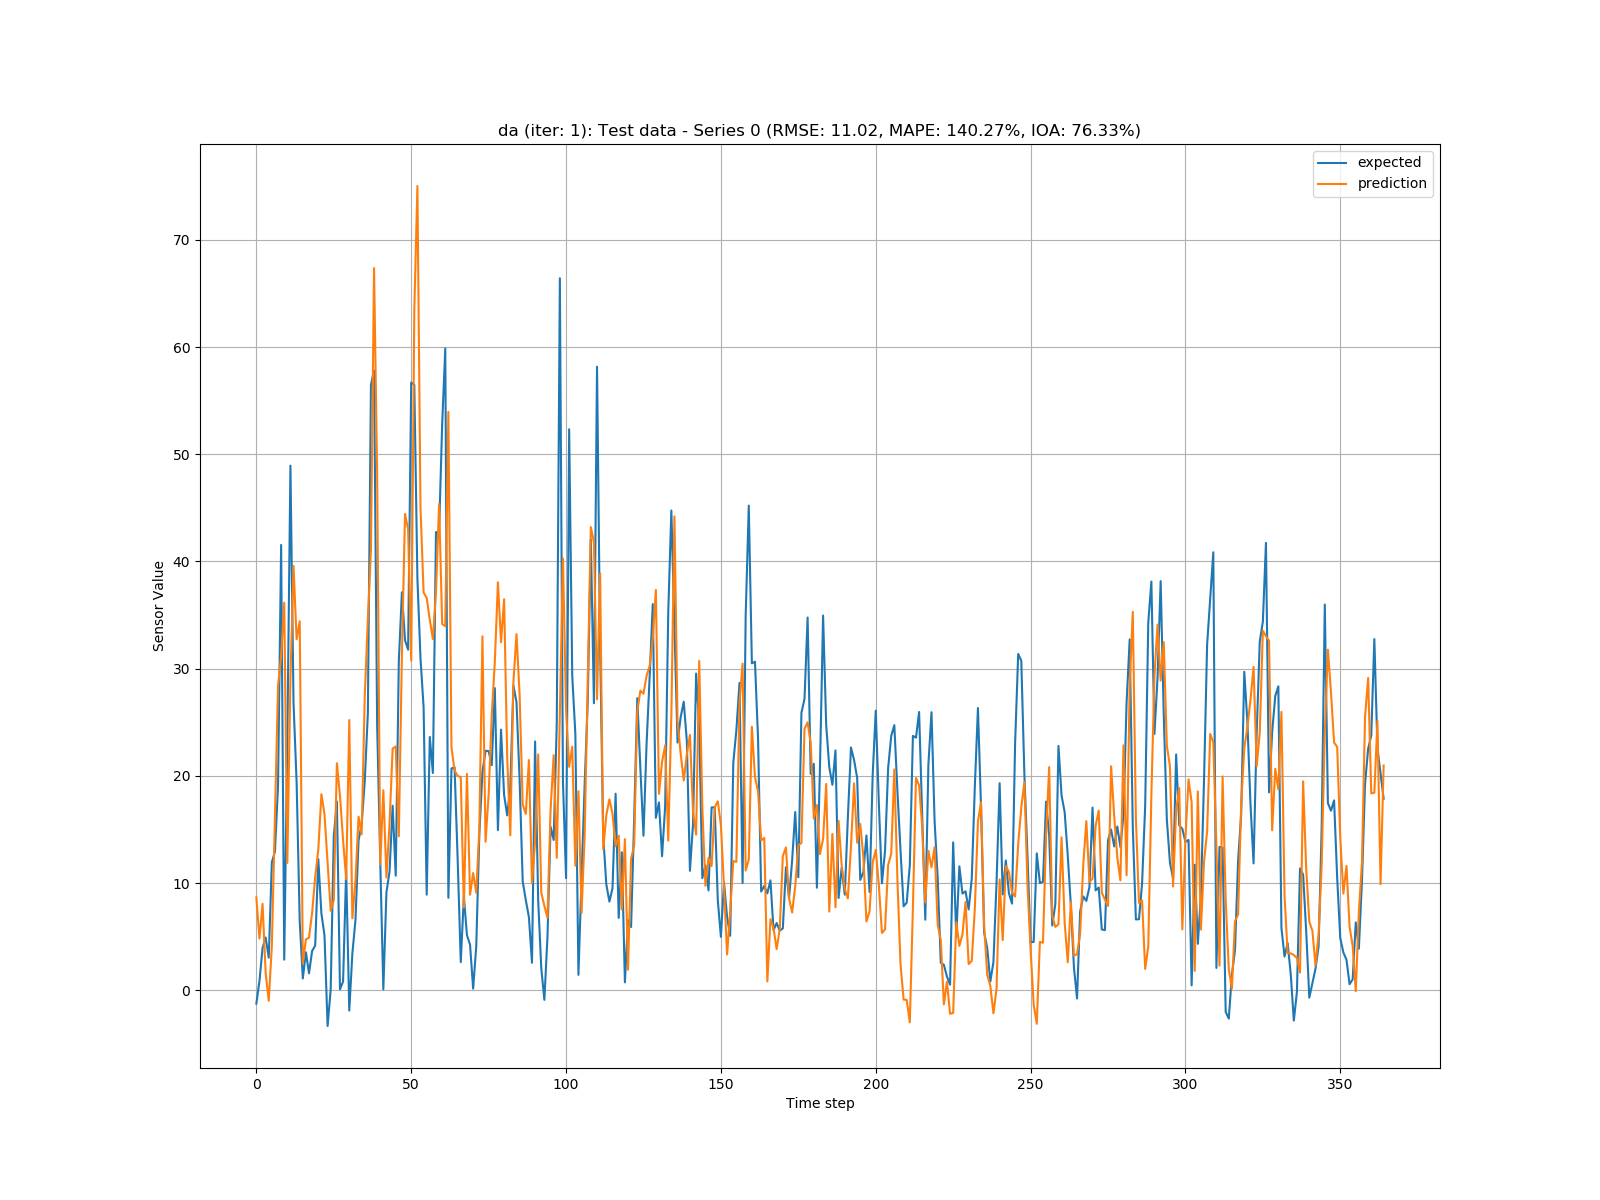 da (iter: 1): Test data - Series 0 (RMSE: 11.02, MAPE: 140.27%, IOA: 76.33%)
expected
prediction
70
60
50
40
30
20
10
0
Sensor Value
0 50 100 150 200 250 300 350
Time step